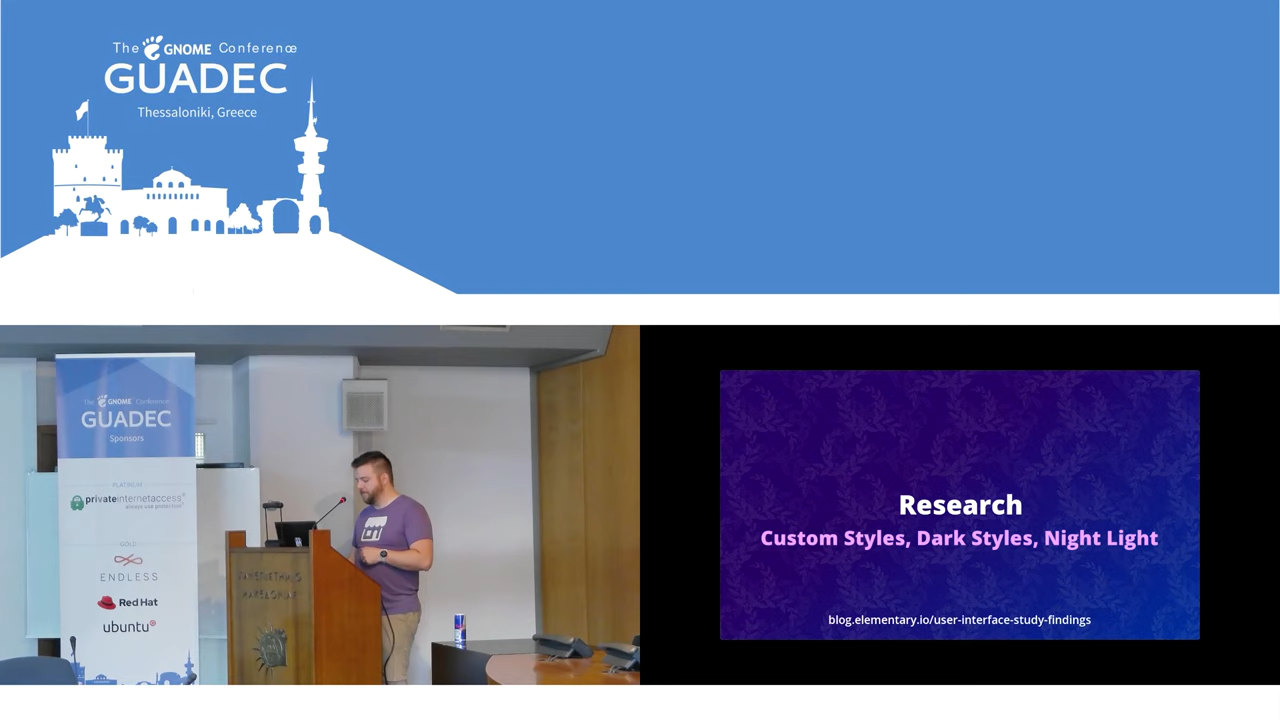 The GNOME Conference
GUADEC
Thessaloniki, Greece
The GNOME Conference
GUADEC
Sponsors
PLATINUM
privateinternetaccess
always use protection
GOLD
ENDLESS
Red Hat
ubuntu
Research
Custom Styles, Dark Styles, Night Light
blog.elementary.io/user-interface-study-findings